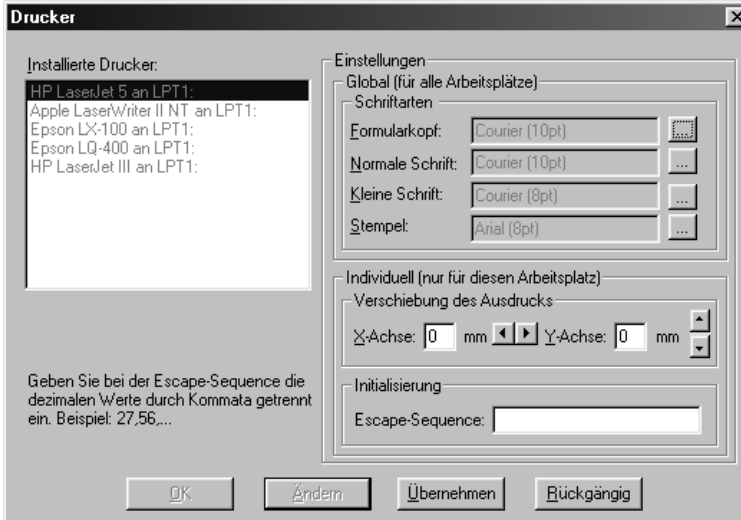 Drucker
Installierte Drucker:
HP LaserJet 5 an LPT1:
Apple LaserWriter II NT an LPT1:
Epson LX-100 an LPT1:
Epson LQ-400 an LPT1:
HP LaserJet III an LPT1:
Geben Sie bei der Escape-Sequence die
dezimalen Werte durch Kommata getrennt
ein. Beispiel: 27,56,...
Einstellungen
Global (für alle Arbeitsplätze)
Schriftarten
Formularkopf: Courier (10pt) ...
Normale Schrift: Courier (10pt) ...
Kleine Schrift: Courier (8pt) ...
Stempel: Arial (8pt) ...
Individuell (nur für diesen Arbeitsplatz)
Verschiebung des Ausdrucks
X-Achse: 0 mm Y-Achse: 0 mm
Initialisierung
Escape-Sequence:
OK Ändern Übernehmen Rückgängig